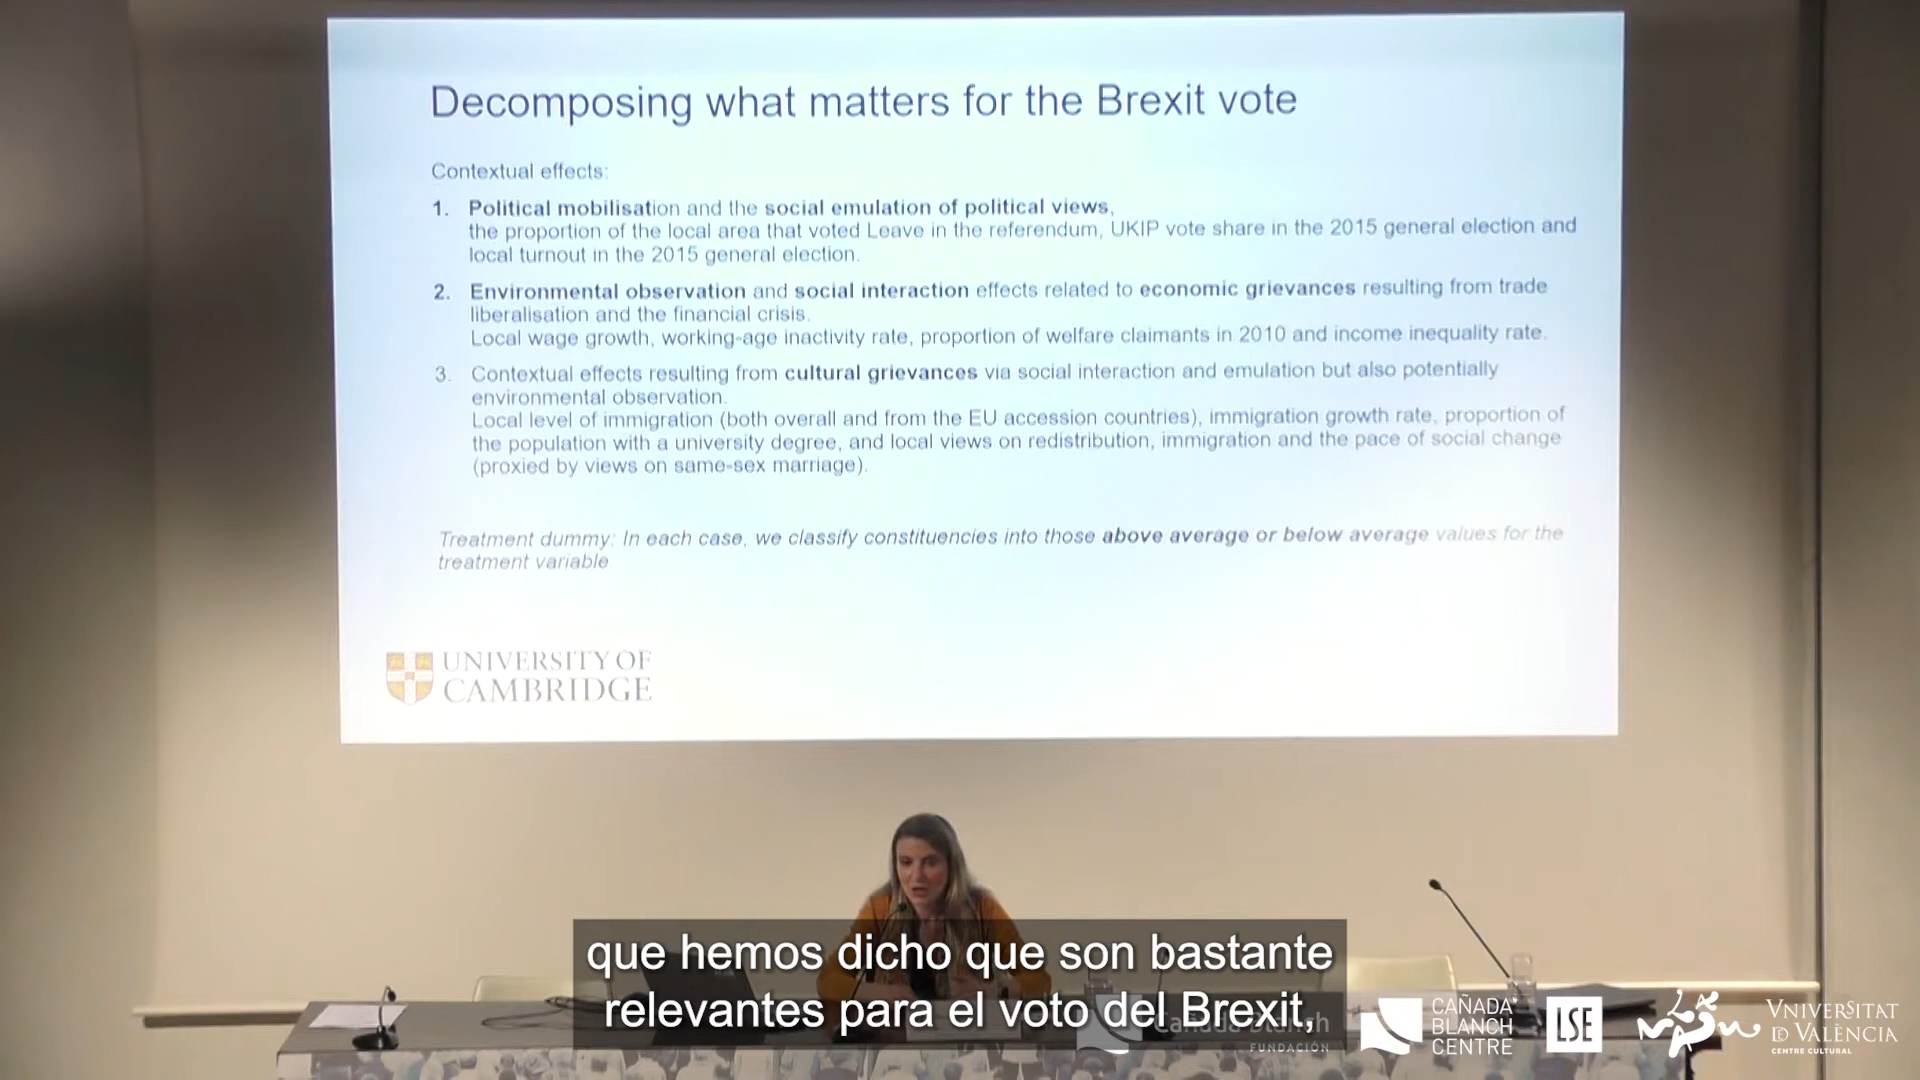 Decomposing what matters for the Brexit vote
Contextual effects:
1. Political mobilisation and the social emulation of political views,
the proportion of the local area that voted Leave in the referendum, UKIP vote share in the 2015 general election and
local turnout in the 2015 general election.
2. Environmental observation and social interaction effects related to economic grievances resulting from trade
liberalisation and the financial crisis.
Local wage growth, working-age inactivity rate, proportion of welfare claimants in 2010 and income inequality rate.
3. Contextual effects resulting from cultural grievances via social interaction and emulation but also potentially
environmental observation.
Local level of immigration (both overall and from the EU accession countries), immigration growth rate, proportion of
the population with a university degree, and local views on redistribution, immigration and the pace of social change
(proxied by views on same-sex marriage).
Treatment dummy: In each case, we classify constituencies into those above average or below average values for the
treatment variable
UNIVERSITY OF
CAMBRIDGE
que hemos dicho que son bastante
relevantes para el voto del Brexit,
Cañada Blanch
FUNDACIÓN
CAÑADA
BLANCH
CENTRE
LSE
VNIVERSITAT
ID VALÈNCIA
CENTRE CULTURAL